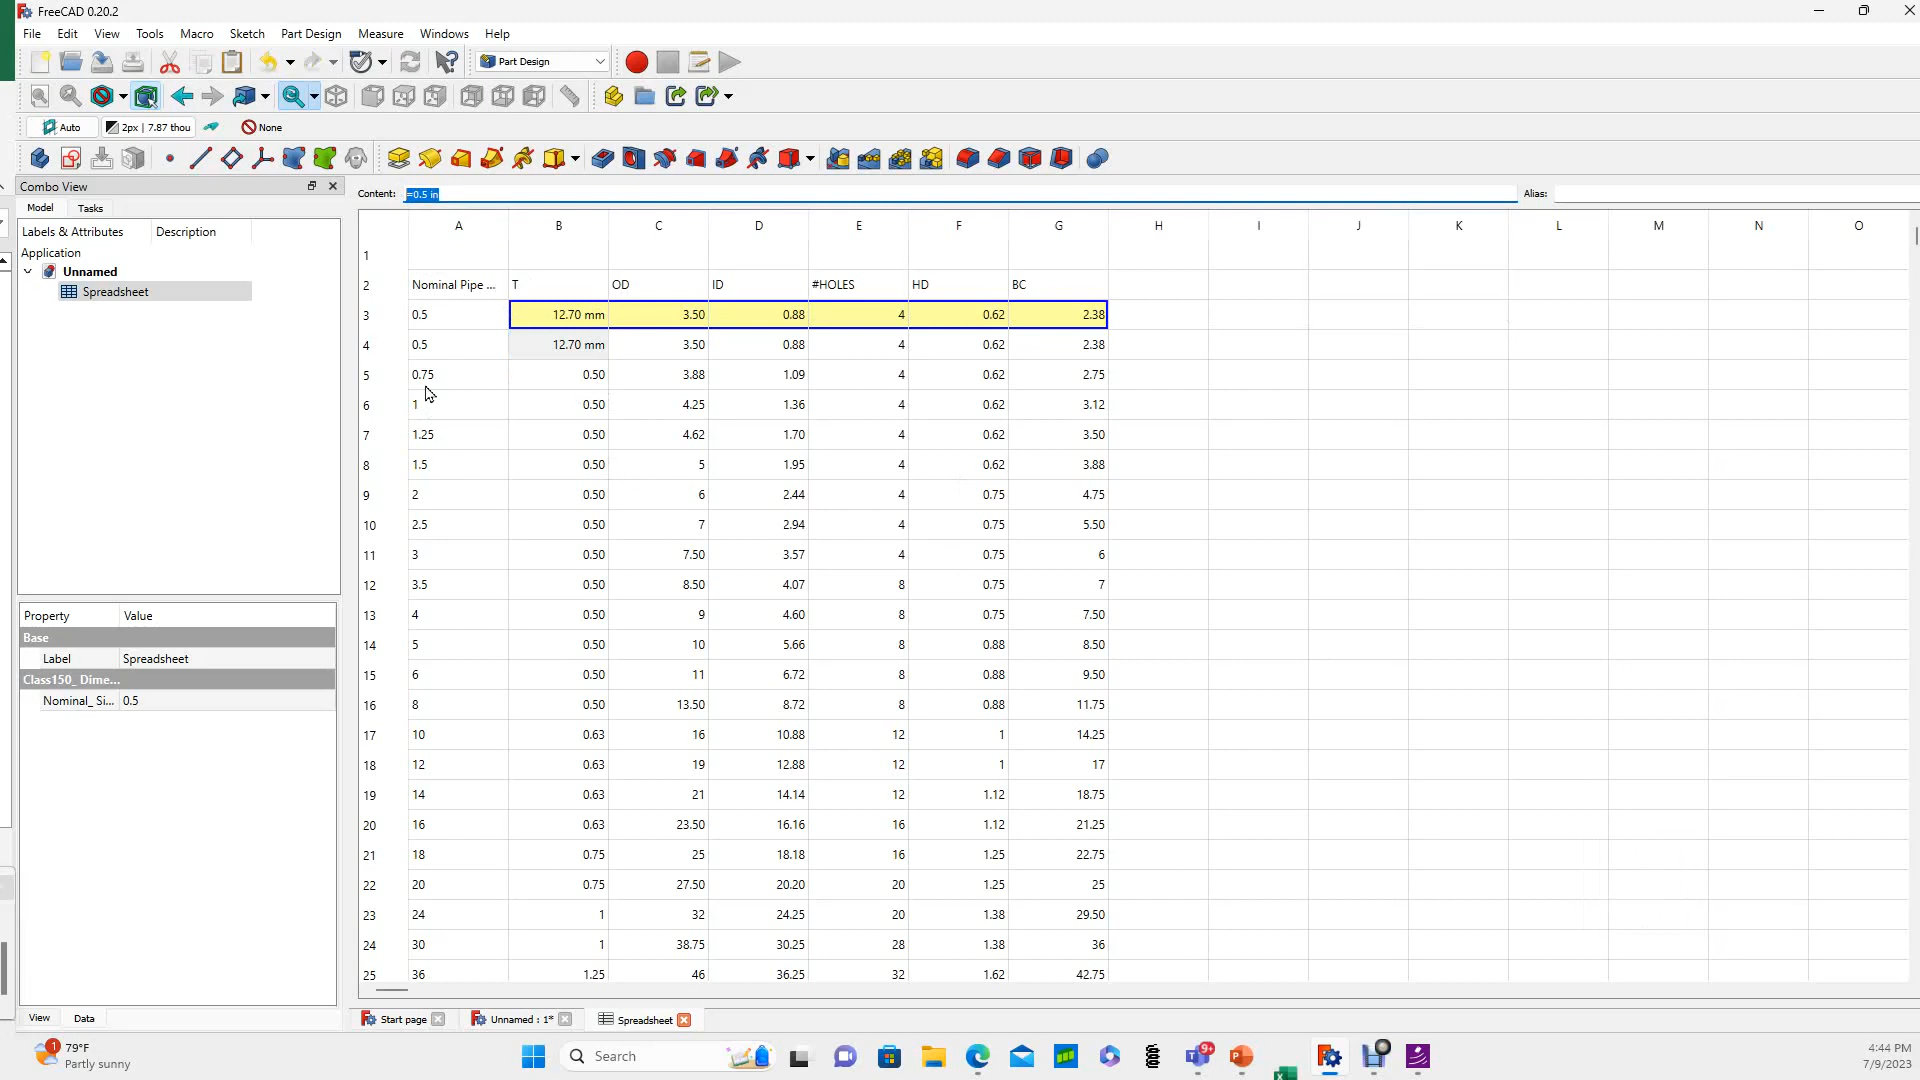 FreeCAD 0.20.2
File Edit View Tools Macro Sketch Part Design Measure Windows Help
Part Design
Auto 2px | 7.87 thou None
Combo View
Content: =0.5 in Alias:
Model Tasks
Labels & Attributes Description
Application
Unnamed
Spreadsheet
A B C D E F G H I J K L M N O
1
2 Nominal Pipe ... T OD ID #HOLES HD BC
3 0.5 12.70 mm 3.50 0.88 4 0.62 2.38
4 0.5 12.70 mm 3.50 0.88 4 0.62 2.38
5 0.75 0.50 3.88 1.09 4 0.62 2.75
6 1 0.50 4.25 1.36 4 0.62 3.12
7 1.25 0.50 4.62 1.70 4 0.62 3.50
8 1.5 0.50 5 1.95 4 0.62 3.88
9 2 0.50 6 2.44 4 0.75 4.75
10 2.5 0.50 7 2.94 4 0.75 5.50
11 3 0.50 7.50 3.57 4 0.75 6
12 3.5 0.50 8.50 4.07 8 0.75 7
13 4 0.50 9 4.60 8 0.75 7.50
14 5 0.50 10 5.66 8 0.88 8.50
15 6 0.50 11 6.72 8 0.88 9.50
16 8 0.50 13.50 8.72 8 0.88 11.75
17 10 0.63 16 10.88 12 1 14.25
18 12 0.63 19 12.88 12 1 17
19 14 0.63 21 14.14 12 1.12 18.75
20 16 0.63 23.50 16.16 16 1.12 21.25
21 18 0.75 25 18.18 16 1.25 22.75
22 20 0.75 27.50 20.20 20 1.25 25
23 24 1 32 24.25 20 1.38 29.50
24 30 1 38.75 30.25 28 1.38 36
25 36 1.25 46 36.25 32 1.62 42.75
Property Value
Base
Label Spreadsheet
Class150_ Dime...
Nominal_ Si... 0.5
View Data
Start page Unnamed : 1* Spreadsheet
1 79°F
Partly sunny
Search
9+
4:44 PM
7/9/2023